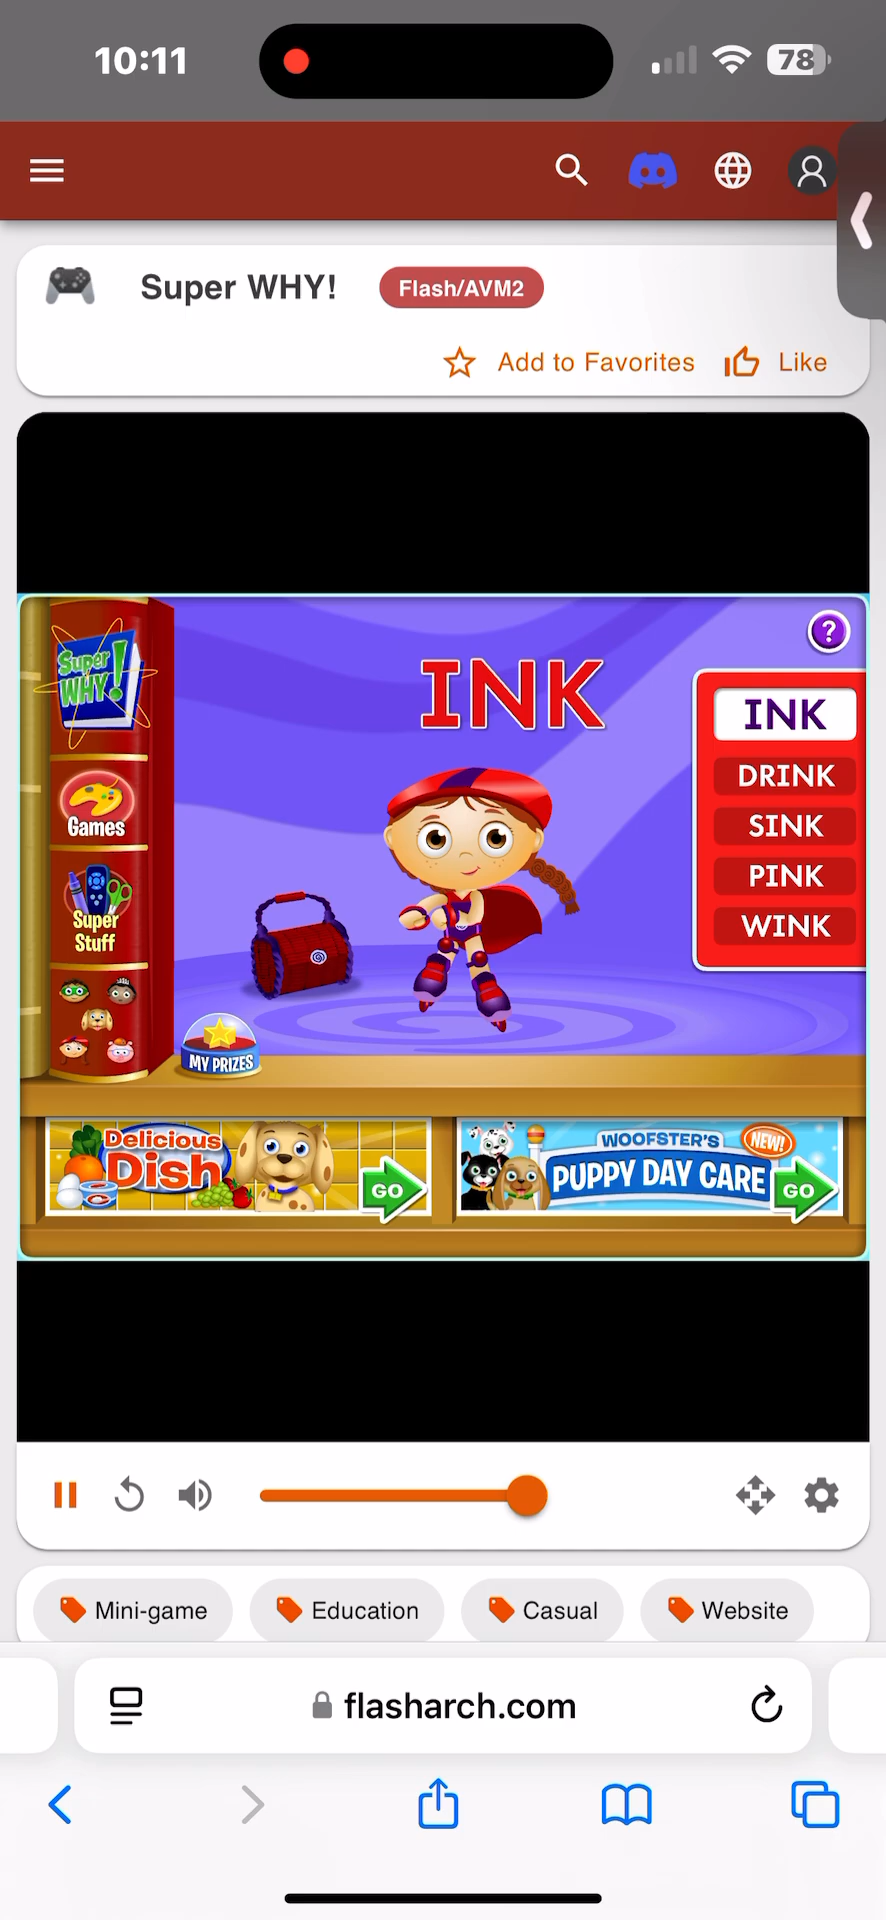 10:11
78
Super WHY!
Flash/AVM2
Add to Favorites
Like
Super WHY!
?
INK
INK
DRINK
SINK
PINK
WINK
Games
Super
Stuff
MY PRIZES
Delicious
Dish
GO
WOOFSTER'S
NEW!
PUPPY DAY CARE
GO
Mini-game
Education
Casual
Website
flasharch.com